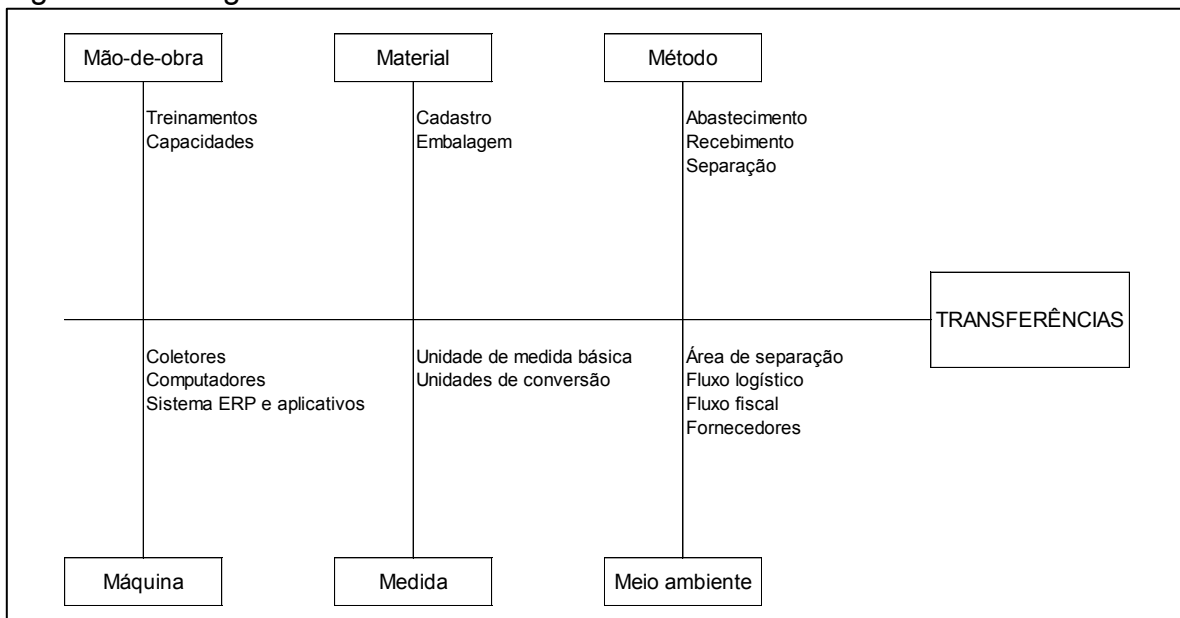 Mão-de-obra
Material
Método
Treinamentos
Capacidades
Cadastro
Embalagem
Abastecimento
Recebimento
Separação
TRANSFERÊNCIAS
Coletores
Computadores
Sistema ERP e aplicativos
Unidade de medida básica
Unidades de conversão
Área de separação
Fluxo logístico
Fluxo fiscal
Fornecedores
Máquina
Medida
Meio ambiente